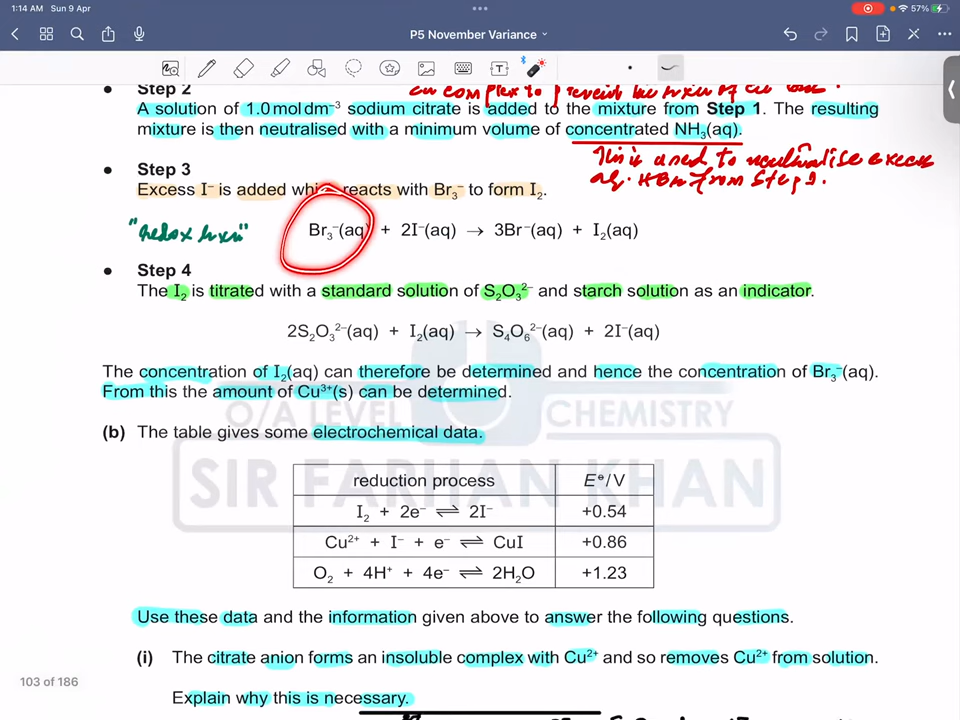 1:14 AM Sun 9 Apr
57%
P5 November Variance
Step 2
A solution of 1.0 mol dm⁻³ sodium citrate is added to the mixture from Step 1. The resulting
mixture is then neutralised with a minimum volume of concentrated NH₃(aq).
This is used to neutralise excess
aq. HBr from Step 1.
Step 3
Excess I⁻ is added which reacts with Br₃⁻ to form I₂.
Br₃⁻(aq) + 2I⁻(aq) → 3Br⁻(aq) + I₂(aq)
Step 4
The I₂ is titrated with a standard solution of S₂O₃²⁻ and starch solution as an indicator.
2S₂O₃²⁻(aq) + I₂(aq) → S₄O₆²⁻(aq) + 2I⁻(aq)
The concentration of I₂(aq) can therefore be determined and hence the concentration of Br₃⁻(aq).
From this the amount of Cu³⁺(s) can be determined.
O/A LEVEL CHEMISTRY
SIR FARHAN KHAN
(b) The table gives some electrochemical data.
reduction process E⦵/V
I₂ + 2e⁻ ⇌ 2I⁻ +0.54
Cu²⁺ + I⁻ + e⁻ ⇌ CuI +0.86
O₂ + 4H⁺ + 4e⁻ ⇌ 2H₂O +1.23
Use these data and the information given above to answer the following questions.
(i) The citrate anion forms an insoluble complex with Cu²⁺ and so removes Cu²⁺ from solution.
103 of 186
Explain why this is necessary.